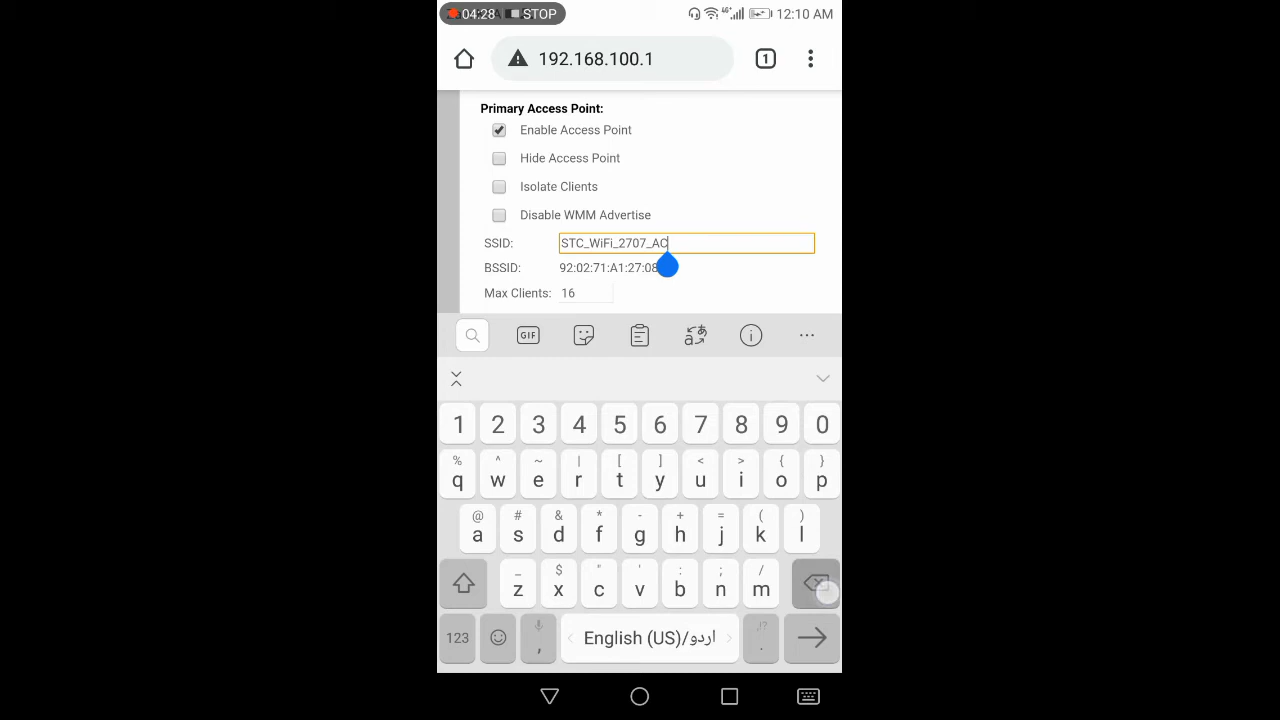 04:28 STOP 4G 12:10 AM
192.168.100.1 1
Primary Access Point:
Enable Access Point
Hide Access Point
Isolate Clients
Disable WMM Advertise
SSID: STC_WiFi_2707_AC
BSSID: 92:02:71:A1:27:08
Max Clients: 16
GIF
1 2 3 4 5 6 7 8 9 0
% ^ ~ | [ ] < > { }
q w e r t y u i o p
@ # & * - + = ( )
a s d f g h j k l
_ $ " ' : ; /
z x c v b n m
123 , English (US)/اردو ,!? .